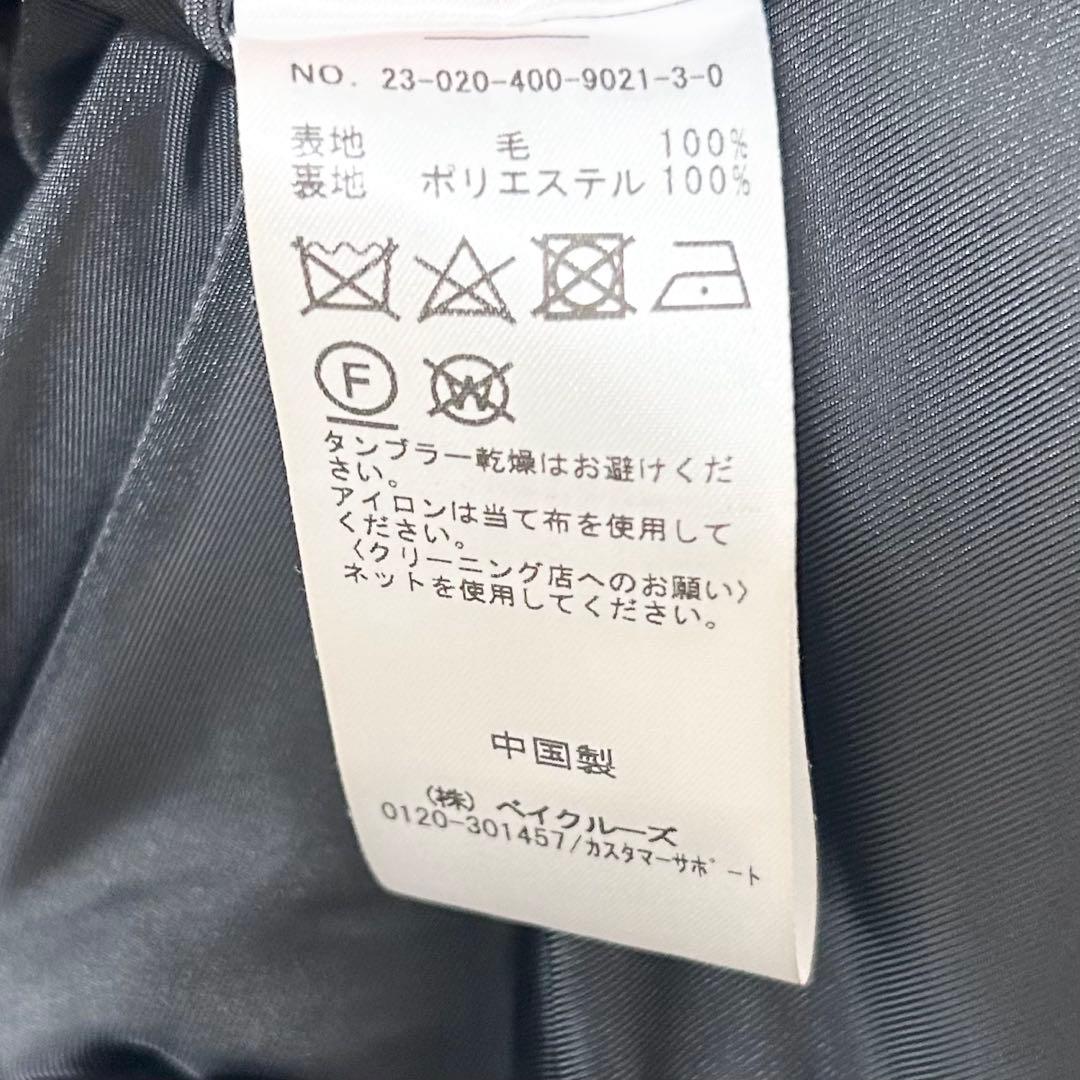 NO. 23-020-400-9021-3-0
表地 毛 100%
裏地 ポリエステル 100%
F W
タンブラー乾燥はお避けくだ
さい。
アイロンは当て布を使用して
ください。
〈クリーニング店へのお願い〉
ネットを使用してください。
中国製
(株) ベイクルーズ
0120-301457/カスタマーサポート